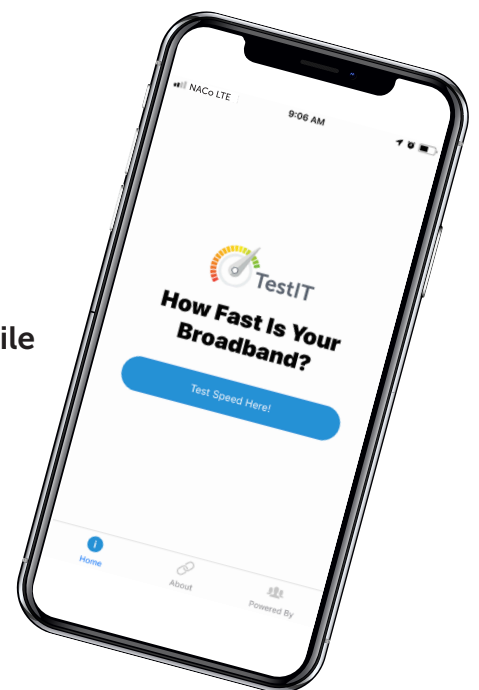 NACo LTE
9:06 AM
TestIT
How Fast Is Your
Broadband?
ile
Test Speed Here!
Home
About
Powered By